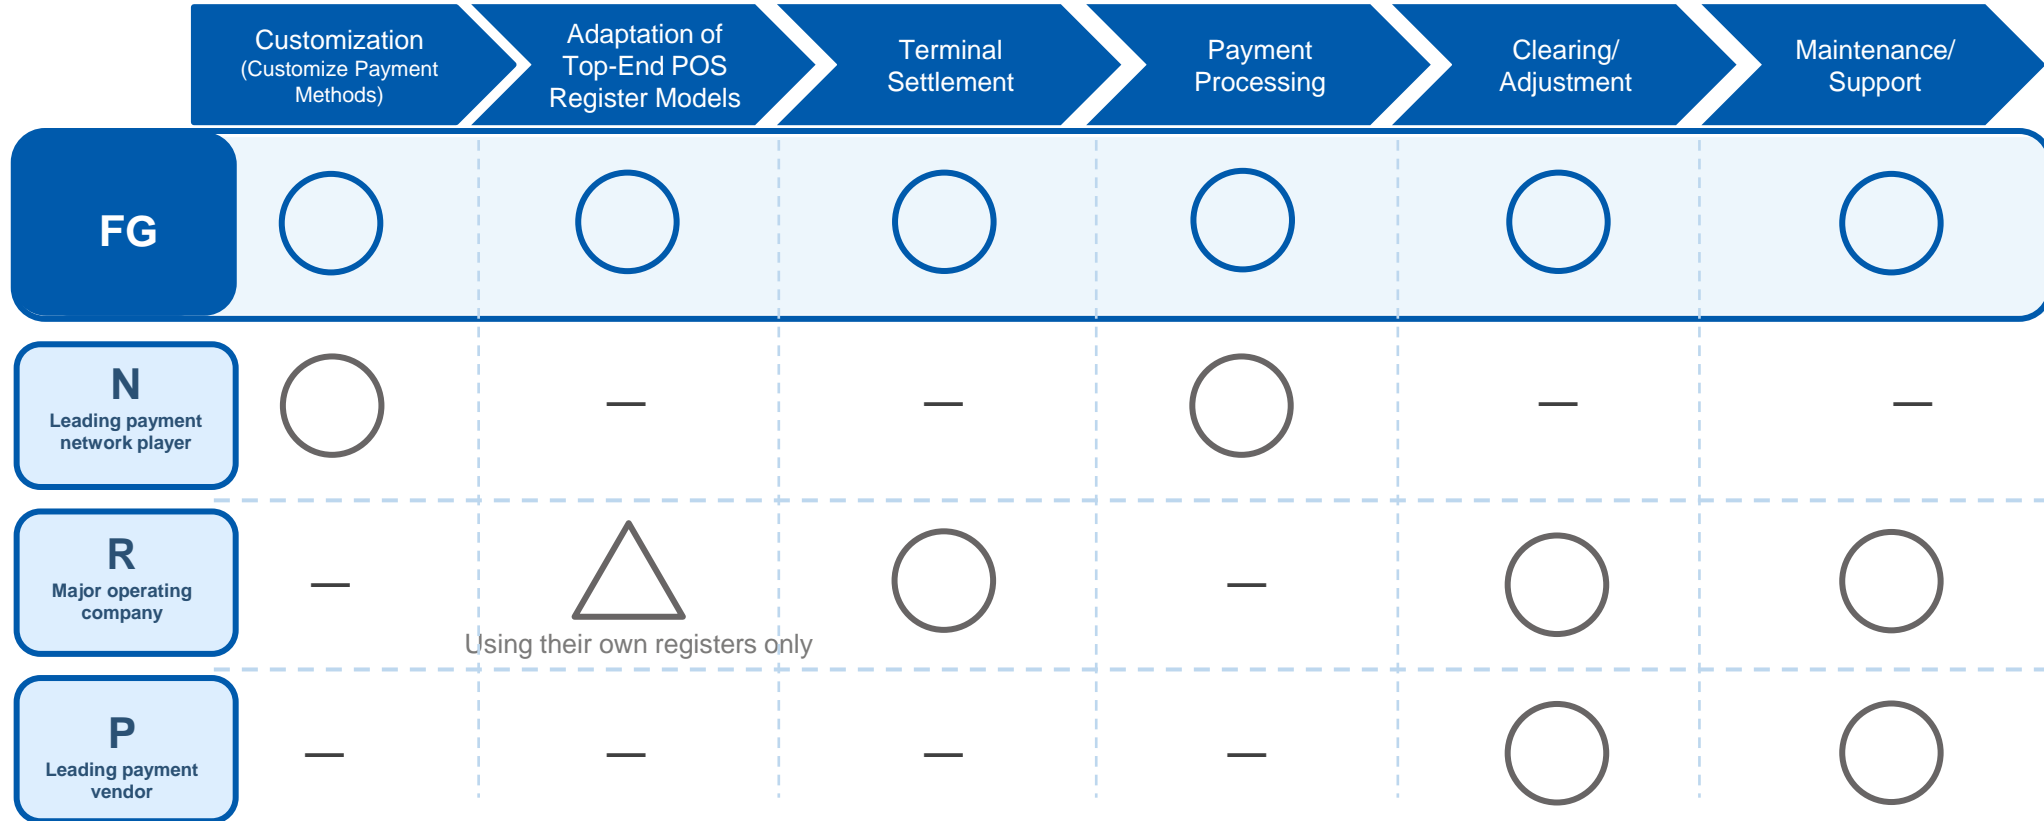 Customization
(Customize Payment
Methods)
Adaptation of
Top-End POS
Register Models
Terminal
Settlement
Payment
Processing
Clearing/
Adjustment
Maintenance/
Support
FG
N
Leading payment
network player
—
—
—
—
R
Major operating
company
—
Using their own registers only
—
P
Leading payment
vendor
—
—
—
—